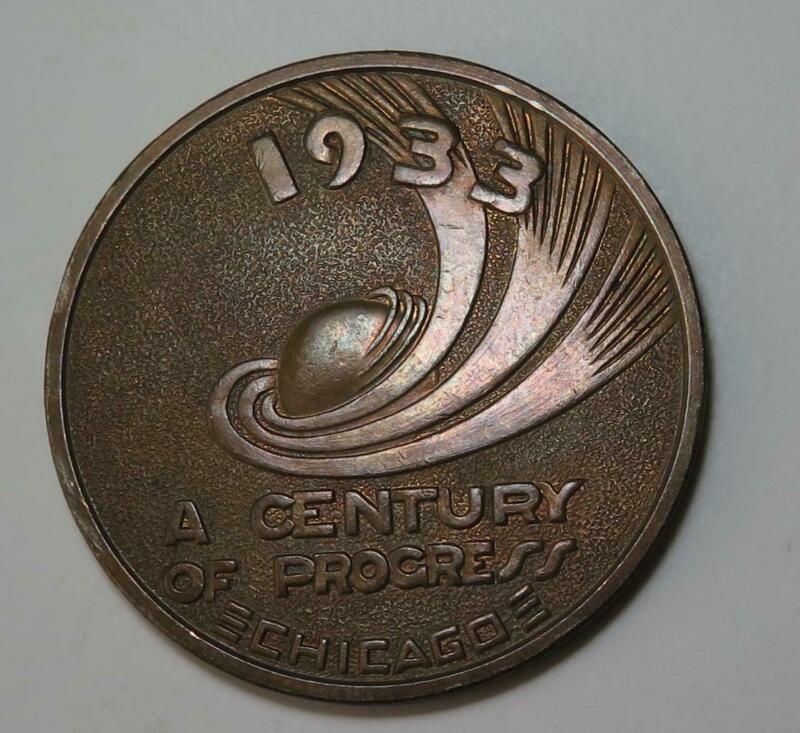 1933
A CENTURY
OF PROGRESS
CHICAGO